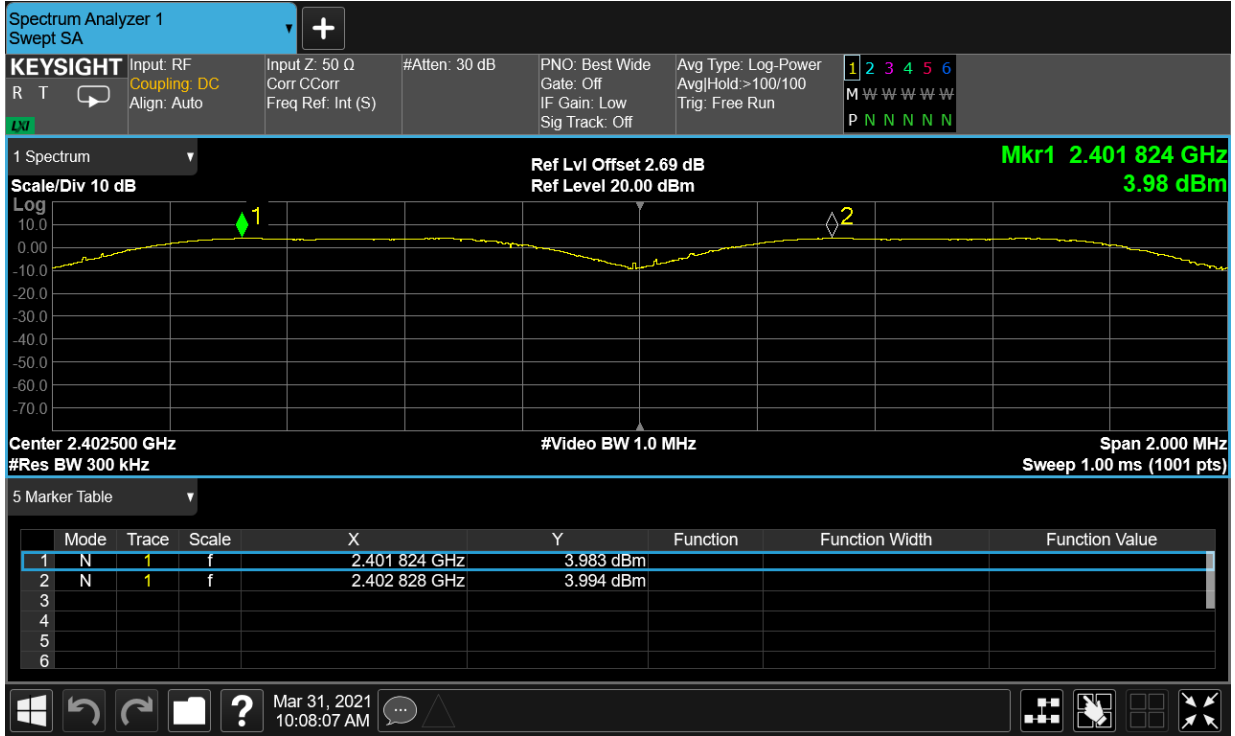 Spectrum Analyzer 1
Swept SA
KEYSIGHT
R T
LXI
Input: RF
Coupling: DC
Align: Auto
Input Z: 50 Ω
Corr CCorr
Freq Ref: Int (S)
#Atten: 30 dB
PNO: Best Wide
Gate: Off
IF Gain: Low
Sig Track: Off
Avg Type: Log-Power
Avg|Hold:>100/100
Trig: Free Run
1 2 3 4 5 6
M W W W W W
P N N N N N
1 Spectrum
Scale/Div 10 dB
Ref Lvl Offset 2.69 dB
Ref Level 20.00 dBm
Mkr1 2.401 824 GHz
3.98 dBm
Log
10.0
0.00
-10.0
-20.0
-30.0
-40.0
-50.0
-60.0
-70.0
1
2
Center 2.402500 GHz
#Res BW 300 kHz
#Video BW 1.0 MHz
Span 2.000 MHz
Sweep 1.00 ms (1001 pts)
5 Marker Table
Mode Trace Scale X Y Function Function Width Function Value
1 N 1 f 2.401 824 GHz 3.983 dBm
2 N 1 f 2.402 828 GHz 3.994 dBm
3
4
5
6
?
Mar 31, 2021
10:08:07 AM